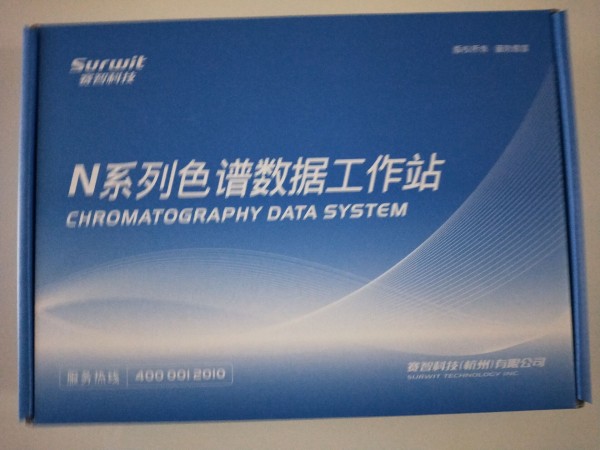 Surwit
赛智科技
N系列色谱数据工作站
CHROMATOGRAPHY DATA SYSTEM
服务热线 400 001 2010
赛智科技(杭州)有限公司
SURWIT TECHNOLOGY INC.